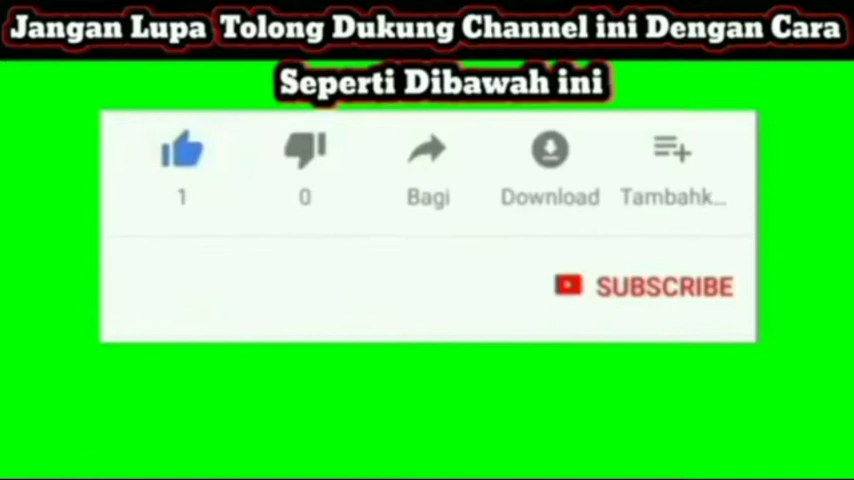 Jangan Lupa Tolong Dukung Channel ini Dengan Cara
Seperti Dibawah ini
1 0 Bagi Download Tambahk...
SUBSCRIBE